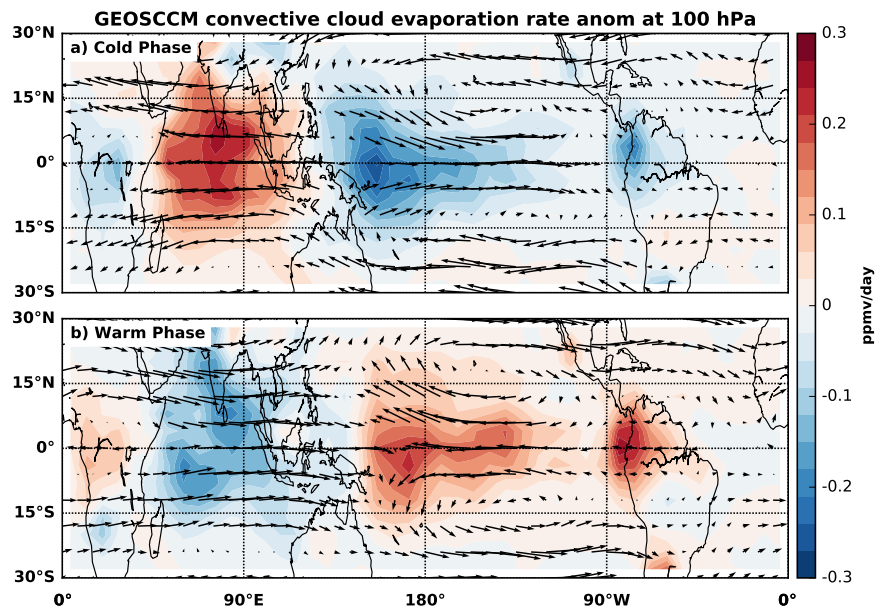 GEOSCCM convective cloud evaporation rate anom at 100 hPa
30°N
a) Cold Phase
15°N
0°
15°S
30°S
30°N
b) Warm Phase
15°N
0°
15°S
30°S
0°
90°E
180°
90°W
0°
0.3
0.2
0.1
0
-0.1
-0.2
-0.3
ppmv/day